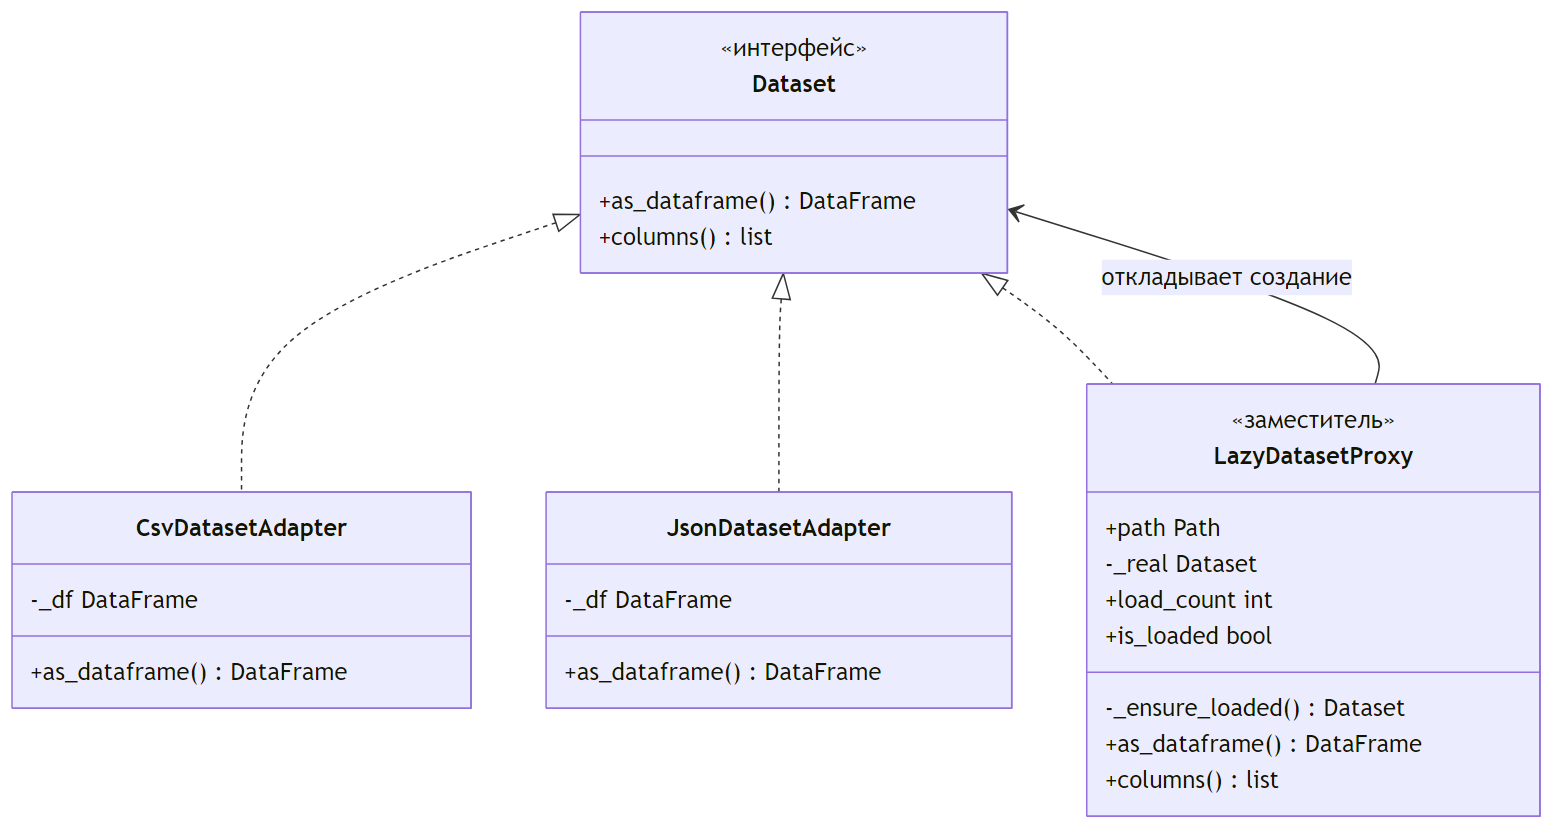 «интерфейс»
Dataset
+as_dataframe() : DataFrame
+columns() : list
откладывает создание
CsvDatasetAdapter
-_df DataFrame
+as_dataframe() : DataFrame
JsonDatasetAdapter
-_df DataFrame
+as_dataframe() : DataFrame
«заместитель»
LazyDatasetProxy
+path Path
-_real Dataset
+load_count int
+is_loaded bool
-_ensure_loaded() : Dataset
+as_dataframe() : DataFrame
+columns() : list